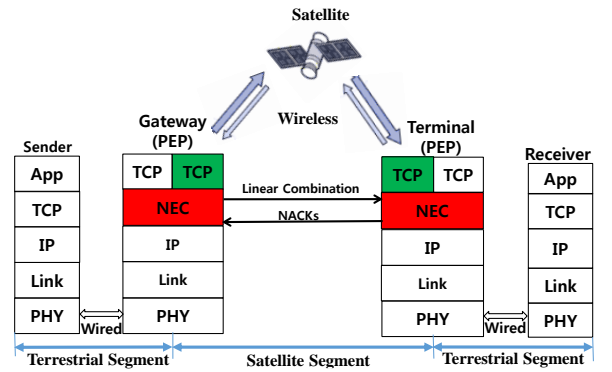 Satellite
Wireless
Sender
Gateway
(PEP)
Terminal
(PEP)
Receiver
App
TCP
IP
Link
PHY
TCP TCP
NEC
IP
Link
PHY
Linear Combination
NACKs
TCP TCP
NEC
IP
Link
PHY
App
TCP
IP
Link
PHY
Wired
Wired
Terrestrial Segment
Satellite Segment
Terrestrial Segment